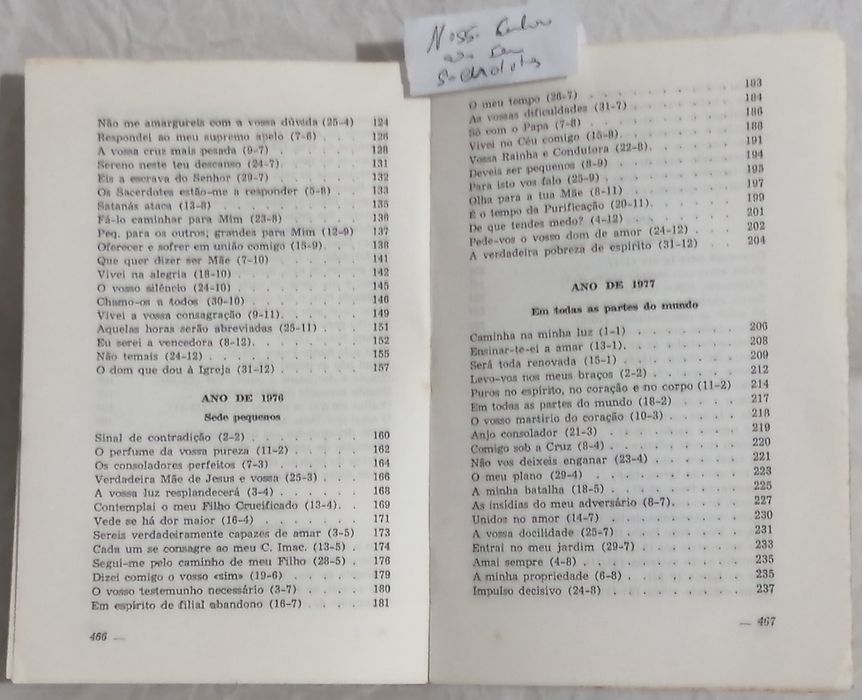 Nossa Senhora
aos seus
Sacerdotes
Não me amargureis com a vossa dúvida (25-4) 124
Respondei ao meu supremo apelo (7-6) . . . 126
A vossa cruz mais pesada (9-7) . . . . . 128
Sereno neste teu descanso (24-7) . . . . . 131
Eis a escrava do Senhor (29-7) . . . . . 132
Os Sacerdotes estão-me a responder (5-8) . . 133
Satanás ataca (13-8) . . . . . . . . 135
Fá-lo caminhar para Mim (23-8) . . . . . 136
Peq. para os outros; grandes para Mim (12-9) 137
Oferecer e sofrer em união comigo (15-9) . . 138
Que quer dizer ser Mãe (7-10) . . . . . 141
Vivei na alegria (18-10) . . . . . . . 142
O vosso silêncio (24-10) . . . . . . . 145
Chamo-os a todos (30-10) . . . . . . . 146
Vivei a vossa consagração (9-11) . . . . . 149
Aquelas horas serão abreviadas (25-11) . . . 151
Eu serei a vencedora (8-12) . . . . . . 152
Não temais (24-12) . . . . . . . . . 155
O dom que dou à Igreja (31-12) . . . . . 157
ANO DE 1976
Sede pequenos
Sinal de contradição (2-2) . . . . . . . 160
O perfume da vossa pureza (11-2) . . . . . 162
Os consoladores perfeitos (7-3) . . . . . . 164
Verdadeira Mãe de Jesus e vossa (25-3) . . . 166
A vossa luz resplandecerá (3-4) . . . . . 168
Contemplai o meu Filho Crucificado (13-4) . . 169
Vede se há dor maior (16-4) . . . . . . 171
Sereis verdadeiramente capazes de amar (3-5) 173
Cada um se consagre ao meu C. Imac. (13-5) . 174
Segui-me pelo caminho de meu Filho (28-5) . . 176
Dizei comigo o vosso «sim» (19-6) . . . . . 179
O vosso testemunho necessário (3-7) . . . . 180
Em espírito de filial abandono (16-7) . . . . 181
466 —
O meu tempo (26-7) . . . . . . . . 183
As vossas dificuldades (31-7) . . . . . . 184
Só com o Papa (7-8) . . . . . . . . 186
Vivei no Céu comigo (15-8) . . . . . . 188
Vossa Rainha e Condutora (22-8) . . . . . 191
Deveis ser pequenos (8-9) . . . . . . . 194
Para isto vos falo (25-9) . . . . . . . 195
Olha para a tua Mãe (8-11) . . . . . . 197
É o tempo da Purificação (20-11) . . . . . 199
De que tendes medo? (4-12) . . . . . . 201
Pede-vos o vosso dom de amor (24-12) . . . 202
A verdadeira pobreza de espírito (31-12) . . 204
ANO DE 1977
Em todas as partes do mundo
Caminha na minha luz (1-1) . . . . . . 206
Ensinar-te-ei a amar (13-1) . . . . . . 208
Será toda renovada (15-1) . . . . . . . 209
Levo-vos nos meus braços (2-2) . . . . . 212
Puros no espírito, no coração e no corpo (11-2) 214
Em todas as partes do mundo (18-2) . . . . 217
O vosso martírio do coração (10-3) . . . . 218
Anjo consolador (21-3) . . . . . . . . 219
Comigo sob a Cruz (8-4) . . . . . . . 220
Não vos deixeis enganar (23-4) . . . . . . 221
O meu plano (29-4) . . . . . . . . . 223
A minha batalha (18-5) . . . . . . . . 225
As insídias do meu adversário (8-7) . . . . 227
Unidos no amor (14-7) . . . . . . . . 230
A vossa docilidade (25-7) . . . . . . . 231
Entrai no meu jardim (29-7) . . . . . . 233
Amai sempre (4-8) . . . . . . . . . 235
A minha propriedade (6-8) . . . . . . . 235
Impulso decisivo (24-8) . . . . . . . . 237
— 467